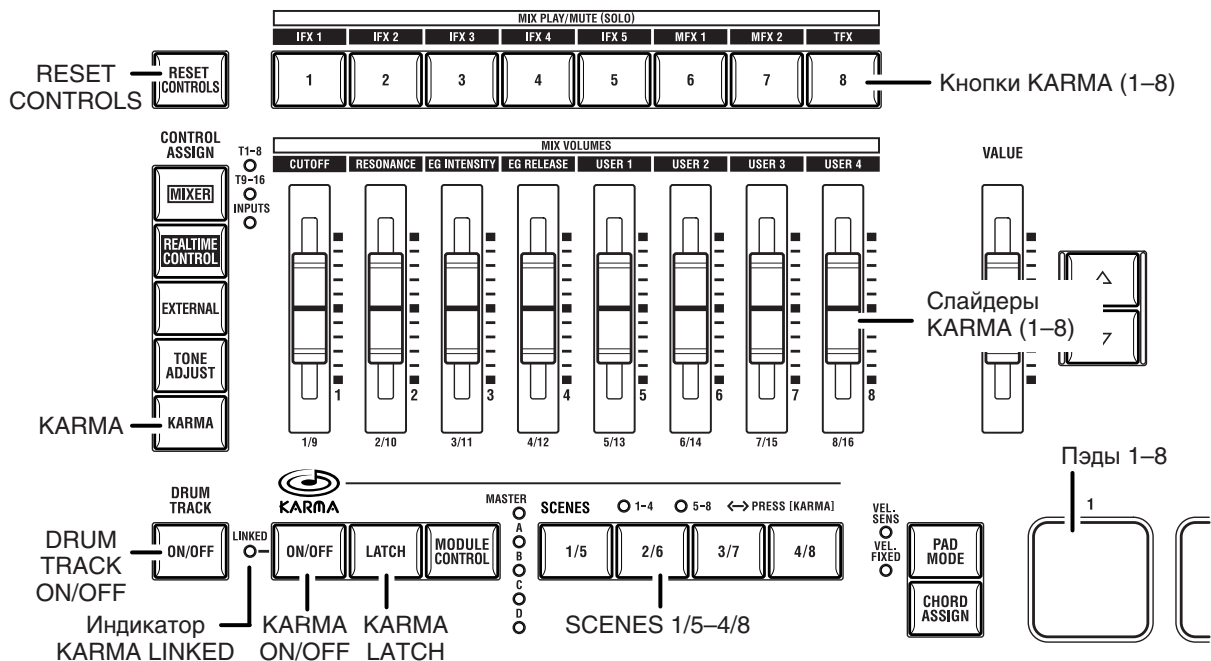 MIX PLAY/MUTE (SOLO)
IFX 1 IFX 2 IFX 3 IFX 4 IFX 5 MFX 1 MFX 2 TFX
RESET CONTROLS
RESET CONTROLS
1 2 3 4 5 6 7 8
Кнопки KARMA (1–8)
CONTROL ASSIGN
T1-8
T9-16
INPUTS
MIXER
REALTIME CONTROL
EXTERNAL
TONE ADJUST
KARMA
KARMA
MIX VOLUMES
CUTOFF RESONANCE EG INTENSITY EG RELEASE USER 1 USER 2 USER 3 USER 4
1 2 3 4 5 6 7 8
1/9 2/10 3/11 4/12 5/13 6/14 7/15 8/16
VALUE
Слайдеры
KARMA (1–8)
Пэды 1–8
1
DRUM TRACK
ON/OFF
DRUM
TRACK
ON/OFF
LINKED
KARMA
ON/OFF
LATCH
MODULE CONTROL
MASTER
A
B
C
D
SCENES 1-4 5-8 <-> PRESS [KARMA]
1/5 2/6 3/7 4/8
VEL. SENS
VEL. FIXED
PAD MODE
CHORD ASSIGN
Индикатор
KARMA LINKED
KARMA
ON/OFF
KARMA
LATCH
SCENES 1/5–4/8